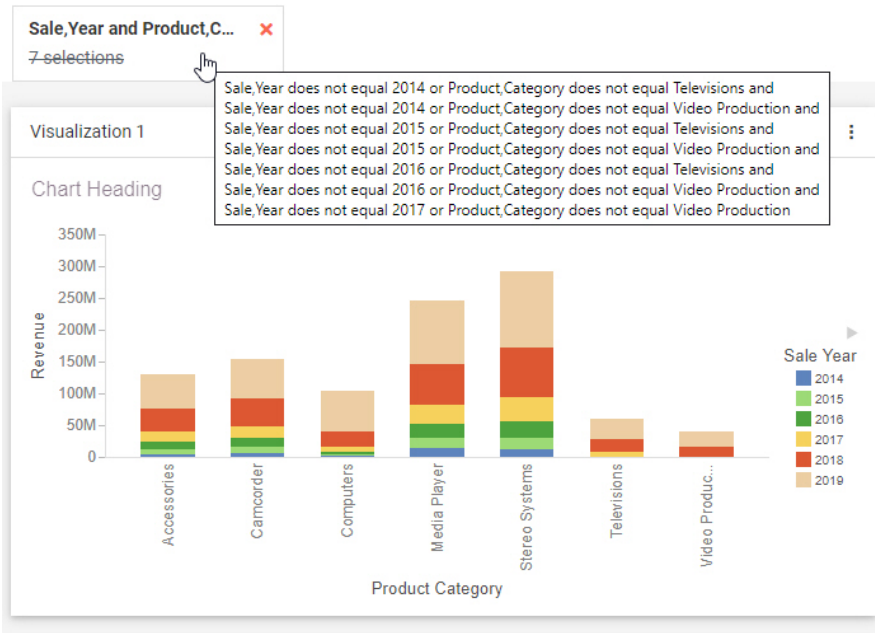 Sale,Year and Product,C...
7 selections
Sale,Year does not equal 2014 or Product,Category does not equal Televisions and
Sale,Year does not equal 2014 or Product,Category does not equal Video Production and
Sale,Year does not equal 2015 or Product,Category does not equal Televisions and
Sale,Year does not equal 2015 or Product,Category does not equal Video Production and
Sale,Year does not equal 2016 or Product,Category does not equal Televisions and
Sale,Year does not equal 2016 or Product,Category does not equal Video Production and
Sale,Year does not equal 2017 or Product,Category does not equal Video Production
Visualization 1
Chart Heading
350M
300M
250M
200M
150M
100M
50M
0
Revenue
Accessories
Camcorder
Computers
Media Player
Stereo Systems
Televisions
Video Produc...
Product Category
Sale Year
2014
2015
2016
2017
2018
2019